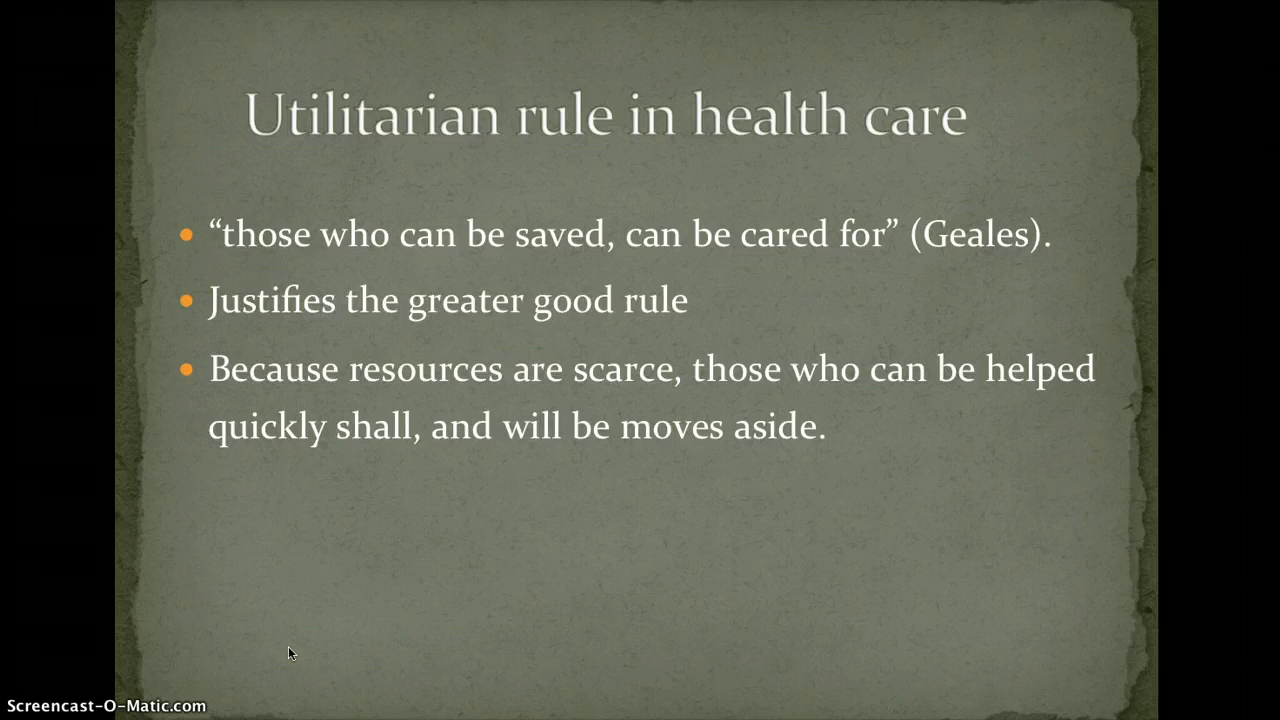 Utilitarian rule in health care
• “those who can be saved, can be cared for” (Geales).
• Justifies the greater good rule
• Because resources are scarce, those who can be helped
quickly shall, and will be moves aside.
Screencast-O-Matic.com